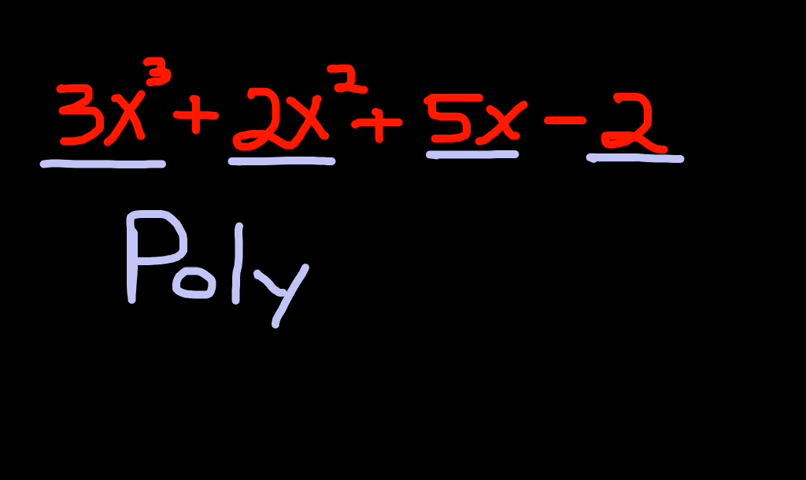 3x³ + 2x² + 5x - 2
Poly